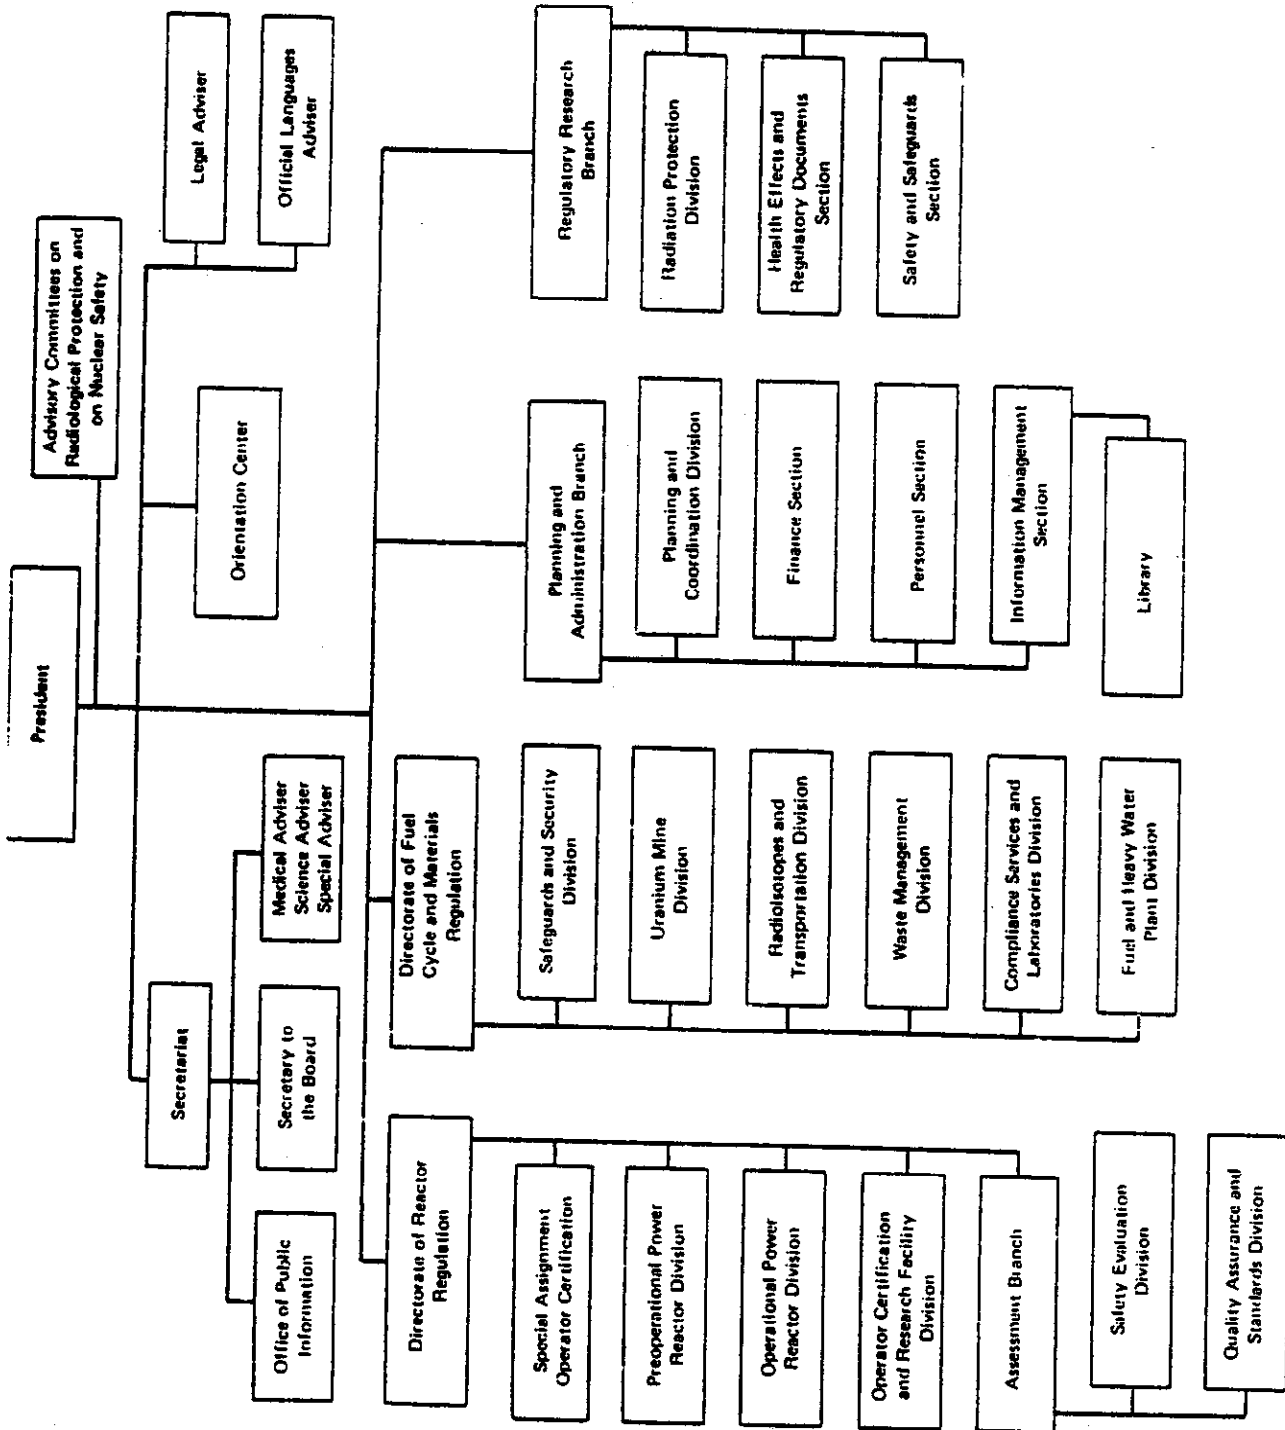 President
Advisory Committees on
Radiological Protection and
on Nuclear Safety
Secretariat
Orientation Center
Legal Adviser
Official Languages
Adviser
Office of Public
Information
Secretary to
the Board
Medical Adviser
Science Adviser
Special Adviser
Directorate of Reactor
Regulation
Special Assignment
Operator Certification
Preoperational Power
Reactor Division
Operational Power
Reactor Division
Operator Certification
and Research Facility
Division
Assessment Branch
Safety Evaluation
Division
Quality Assurance and
Standards Division
Directorate of Fuel
Cycle and Materials
Regulation
Safeguards and Security
Division
Uranium Mine
Division
Radioisotopes and
Transportation Division
Waste Management
Division
Compliance Services and
Laboratories Division
Fuel and Heavy Water
Plant Division
Planning and
Administration Branch
Planning and
Coordination Division
Finance Section
Personnel Section
Information Management
Section
Library
Regulatory Research
Branch
Radiation Protection
Division
Health Effects and
Regulatory Documents
Section
Safety and Safeguards
Section